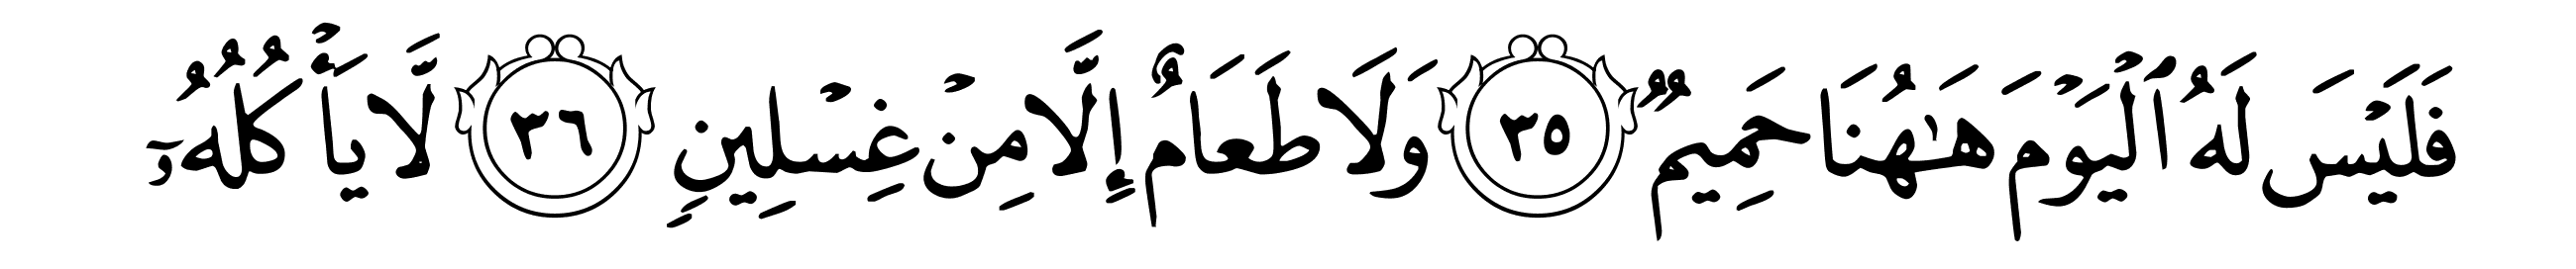 فَلَيْسَ لَهُ ٱلْيَوْمَ هَـٰهُنَا حَمِيمٌ ٣٥ وَلَا طَعَامٌ إِلَّا مِنْ غِسْلِينٍ ٣٦ لَّا يَأْكُلُهُۥٓ